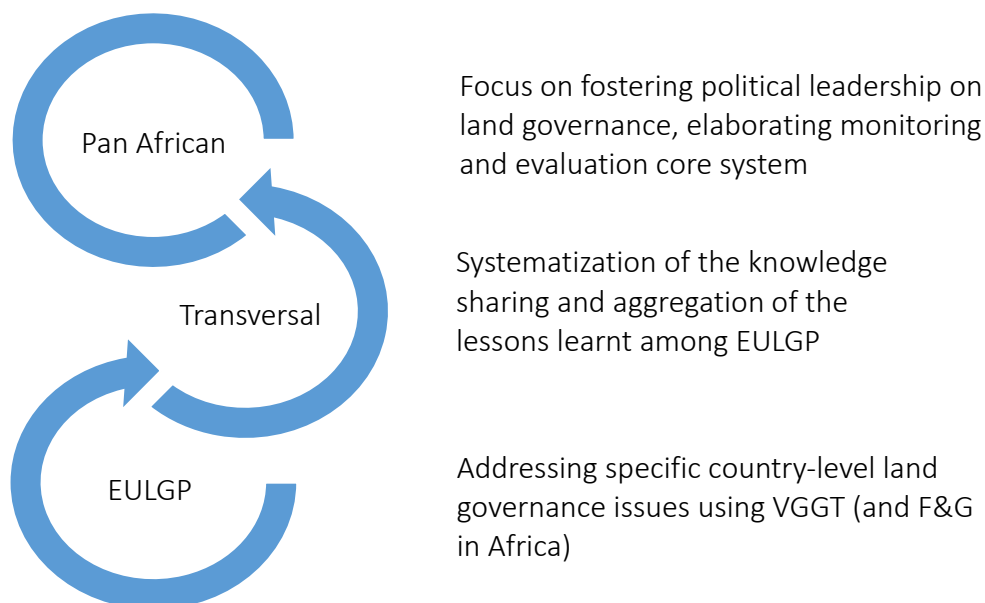 Pan African
Focus on fostering political leadership on
land governance, elaborating monitoring
and evaluation core system
Transversal
Systematization of the knowledge
sharing and aggregation of the
lessons learnt among EULGP
EULGP
Addressing specific country-level land
governance issues using VGGT (and F&G
in Africa)